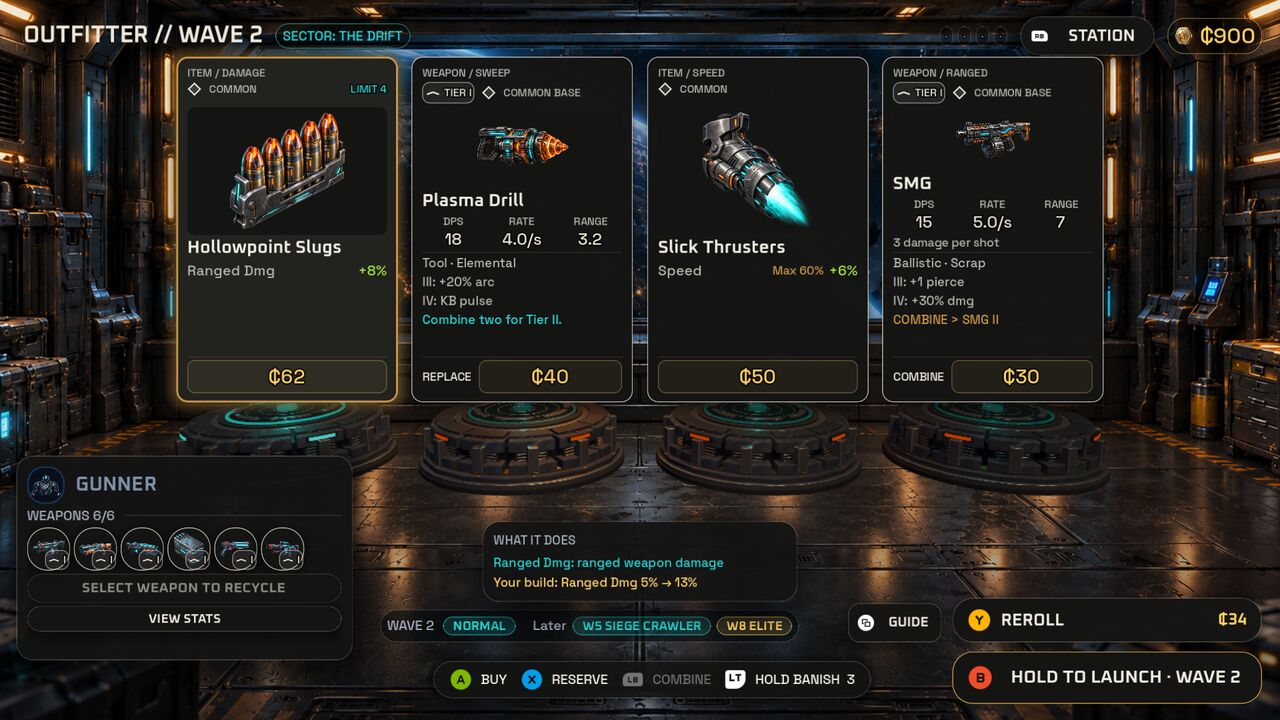 OUTFITTER // WAVE 2
SECTOR: THE DRIFT
RB STATION
₵900
ITEM / DAMAGE
COMMON
LIMIT 4
Hollowpoint Slugs
Ranged Dmg +8%
₵62
WEAPON / SWEEP
TIER I
COMMON BASE
Plasma Drill
DPS RATE RANGE
18 4.0/s 3.2
Tool · Elemental
III: +20% arc
IV: KB pulse
Combine two for Tier II.
REPLACE ₵40
ITEM / SPEED
COMMON
Slick Thrusters
Speed Max 60% +6%
₵50
WEAPON / RANGED
TIER I
COMMON BASE
SMG
DPS RATE RANGE
15 5.0/s 7
3 damage per shot
Ballistic · Scrap
III: +1 pierce
IV: +30% dmg
COMBINE > SMG II
COMBINE ₵30
GUNNER
WEAPONS 6/6
I I I I I I
SELECT WEAPON TO RECYCLE
VIEW STATS
WHAT IT DOES
Ranged Dmg: ranged weapon damage
Your build: Ranged Dmg 5% → 13%
WAVE 2 NORMAL Later W5 SIEGE CRAWLER W8 ELITE
GUIDE
Y REROLL ₵34
A BUY X RESERVE LB COMBINE LT HOLD BANISH 3
B HOLD TO LAUNCH · WAVE 2